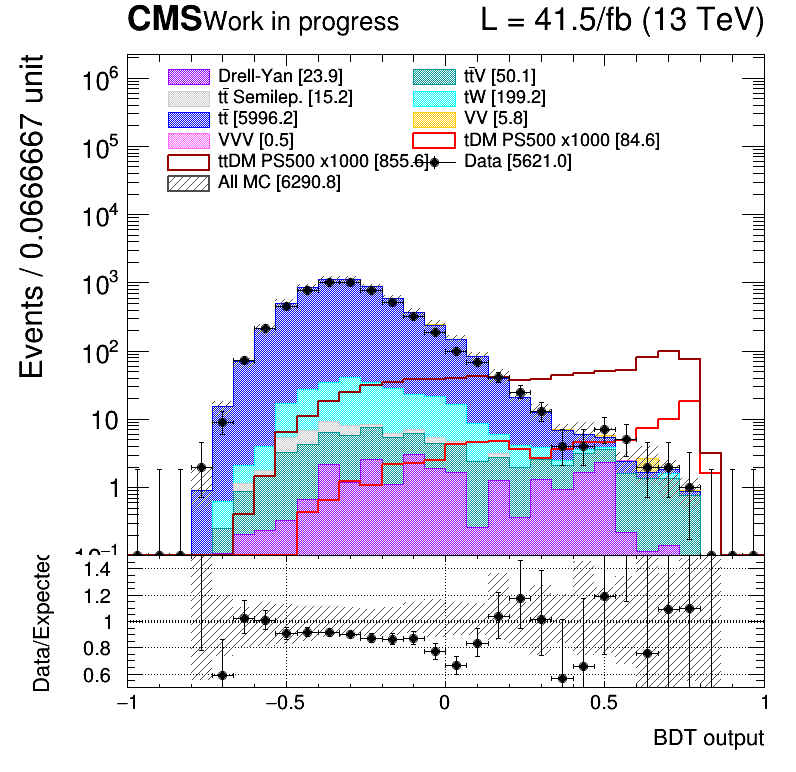 CMS Work in progress L = 41.5/fb (13 TeV)
Events / 0.0666667 unit
10⁶
10⁵
10⁴
10³
10²
10
1
10⁻¹
Drell-Yan [23.9]
tt̄V [50.1]
tt̄ Semilep. [15.2]
tW [199.2]
tt̄ [5996.2]
VV [5.8]
VVV [0.5]
tDM PS500 x1000 [84.6]
ttDM PS500 x1000 [855.6]
Data [5621.0]
All MC [6290.8]
Data/Expected
1.4
1.2
1
0.8
0.6
−1 −0.5 0 0.5 1
BDT output